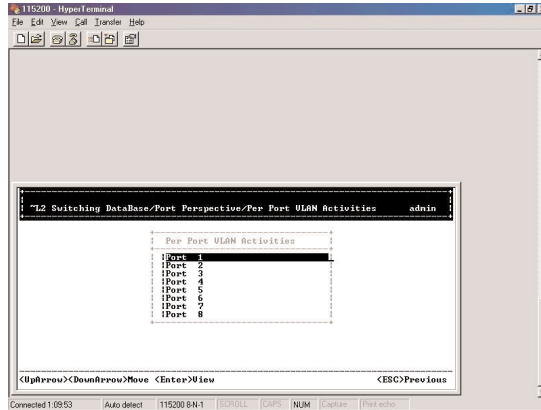 115200 - HyperTerminal
File Edit View Call Transfer Help
~L2 Switching DataBase/Port Perspective/Per Port VLAN Activities admin
Per Port VLAN Activities
Port 1
Port 2
Port 3
Port 4
Port 5
Port 6
Port 7
Port 8
<UpArrow><DownArrow>Move <Enter>View <ESC>Previous
Connected 1:09:53 Auto detect 115200 8-N-1 SCROLL CAPS NUM Capture Print echo